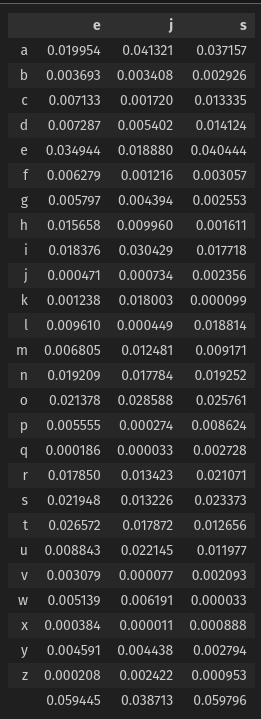 e j s
a 0.019954 0.041321 0.037157
b 0.003693 0.003408 0.002926
c 0.007133 0.001720 0.013335
d 0.007287 0.005402 0.014124
e 0.034944 0.018880 0.040444
f 0.006279 0.001216 0.003057
g 0.005797 0.004394 0.002553
h 0.015658 0.009960 0.001611
i 0.018376 0.030429 0.017718
j 0.000471 0.000734 0.002356
k 0.001238 0.018003 0.000099
l 0.009610 0.000449 0.018814
m 0.006805 0.012481 0.009171
n 0.019209 0.017784 0.019252
o 0.021378 0.028588 0.025761
p 0.005555 0.000274 0.008624
q 0.000186 0.000033 0.002728
r 0.017850 0.013423 0.021071
s 0.021948 0.013226 0.023373
t 0.026572 0.017872 0.012656
u 0.008843 0.022145 0.011977
v 0.003079 0.000077 0.002093
w 0.005139 0.006191 0.000033
x 0.000384 0.000011 0.000888
y 0.004591 0.004438 0.002794
z 0.000208 0.002422 0.000953
0.059445 0.038713 0.059796